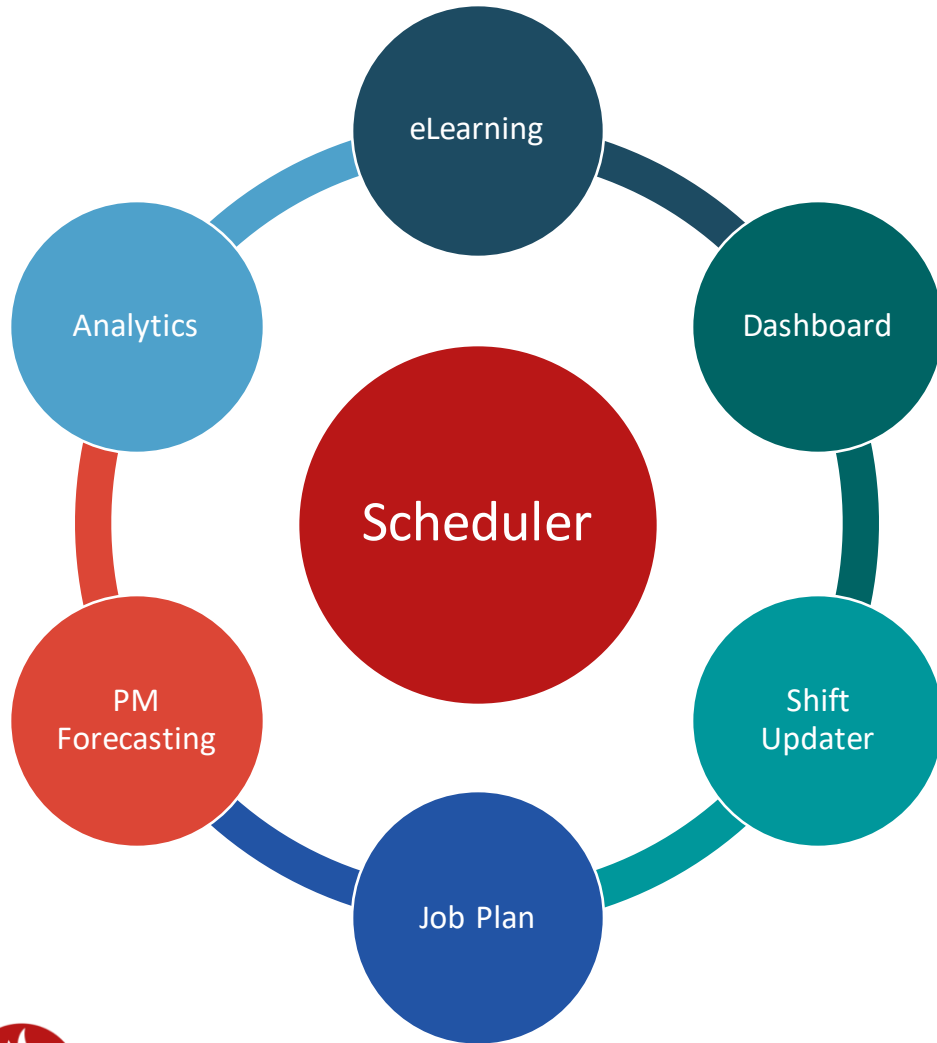 eLearning
Analytics
Dashboard
Scheduler
PM
Forecasting
Shift
Updater
Job Plan